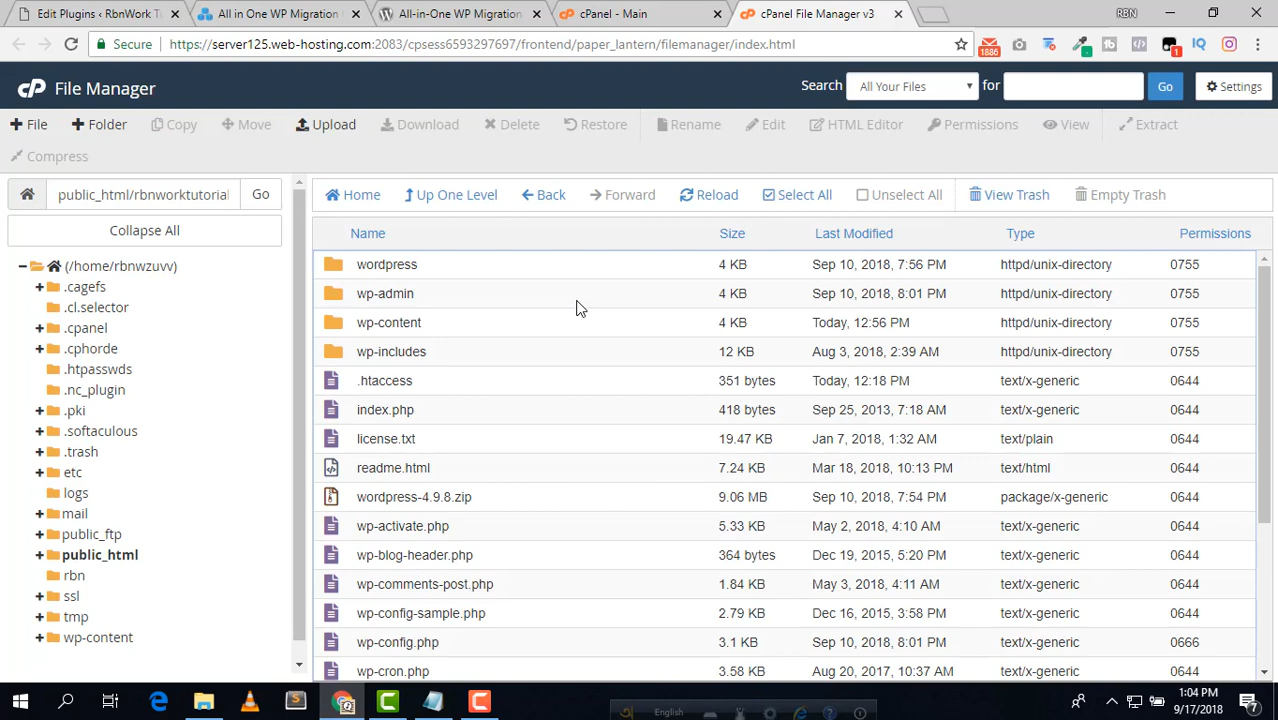 Edit Plugins ‹ RbnWork T
All in One WP Migration
All-in-One WP Migration
cPanel - Main
cPanel File Manager v3
RBN
Secure
https://server125.web-hosting.com:2083/cpsess6593297697/frontend/paper_lantern/filemanager/index.html
1886
1
cP File Manager
Search
All Your Files
for
Go
Settings
File
Folder
Copy
Move
Upload
Download
Delete
Restore
Rename
Edit
HTML Editor
Permissions
View
Extract
Compress
public_html/rbnworktutorial
Go
Collapse All
(/home/rbnwzuvv)
.cagefs
.cl.selector
.cpanel
.cphorde
.htpasswds
.nc_plugin
.pki
.softaculous
.trash
etc
logs
mail
public_ftp
public_html
rbn
ssl
tmp
wp-content
Home
Up One Level
Back
Forward
Reload
Select All
Unselect All
View Trash
Empty Trash
Name Size Last Modified Type Permissions
wordpress 4 KB Sep 10, 2018, 7:56 PM httpd/unix-directory 0755
wp-admin 4 KB Sep 10, 2018, 8:01 PM httpd/unix-directory 0755
wp-content 4 KB Today, 12:56 PM httpd/unix-directory 0755
wp-includes 12 KB Aug 3, 2018, 2:39 AM httpd/unix-directory 0755
.htaccess 351 bytes Today, 12:18 PM text/x-generic 0644
index.php 418 bytes Sep 25, 2013, 7:18 AM text/x-generic 0644
license.txt 19.47 KB Jan 7, 2018, 1:32 AM text/plain 0644
readme.html 7.24 KB Mar 18, 2018, 10:13 PM text/html 0644
wordpress-4.9.8.zip 9.06 MB Sep 10, 2018, 7:54 PM package/x-generic 0644
wp-activate.php 5.33 KB May 2, 2018, 4:10 AM text/x-generic 0644
wp-blog-header.php 364 bytes Dec 19, 2015, 5:20 PM text/x-generic 0644
wp-comments-post.php 1.84 KB May 3, 2018, 4:11 AM text/x-generic 0644
wp-config-sample.php 2.79 KB Dec 16, 2015, 3:58 PM text/x-generic 0644
wp-config.php 3.1 KB Sep 10, 2018, 8:01 PM text/x-generic 0666
wp-cron.php 3.58 KB Aug 20, 2017, 10:37 AM text/x-generic 0644
English
1:04 PM
9/17/2018
7